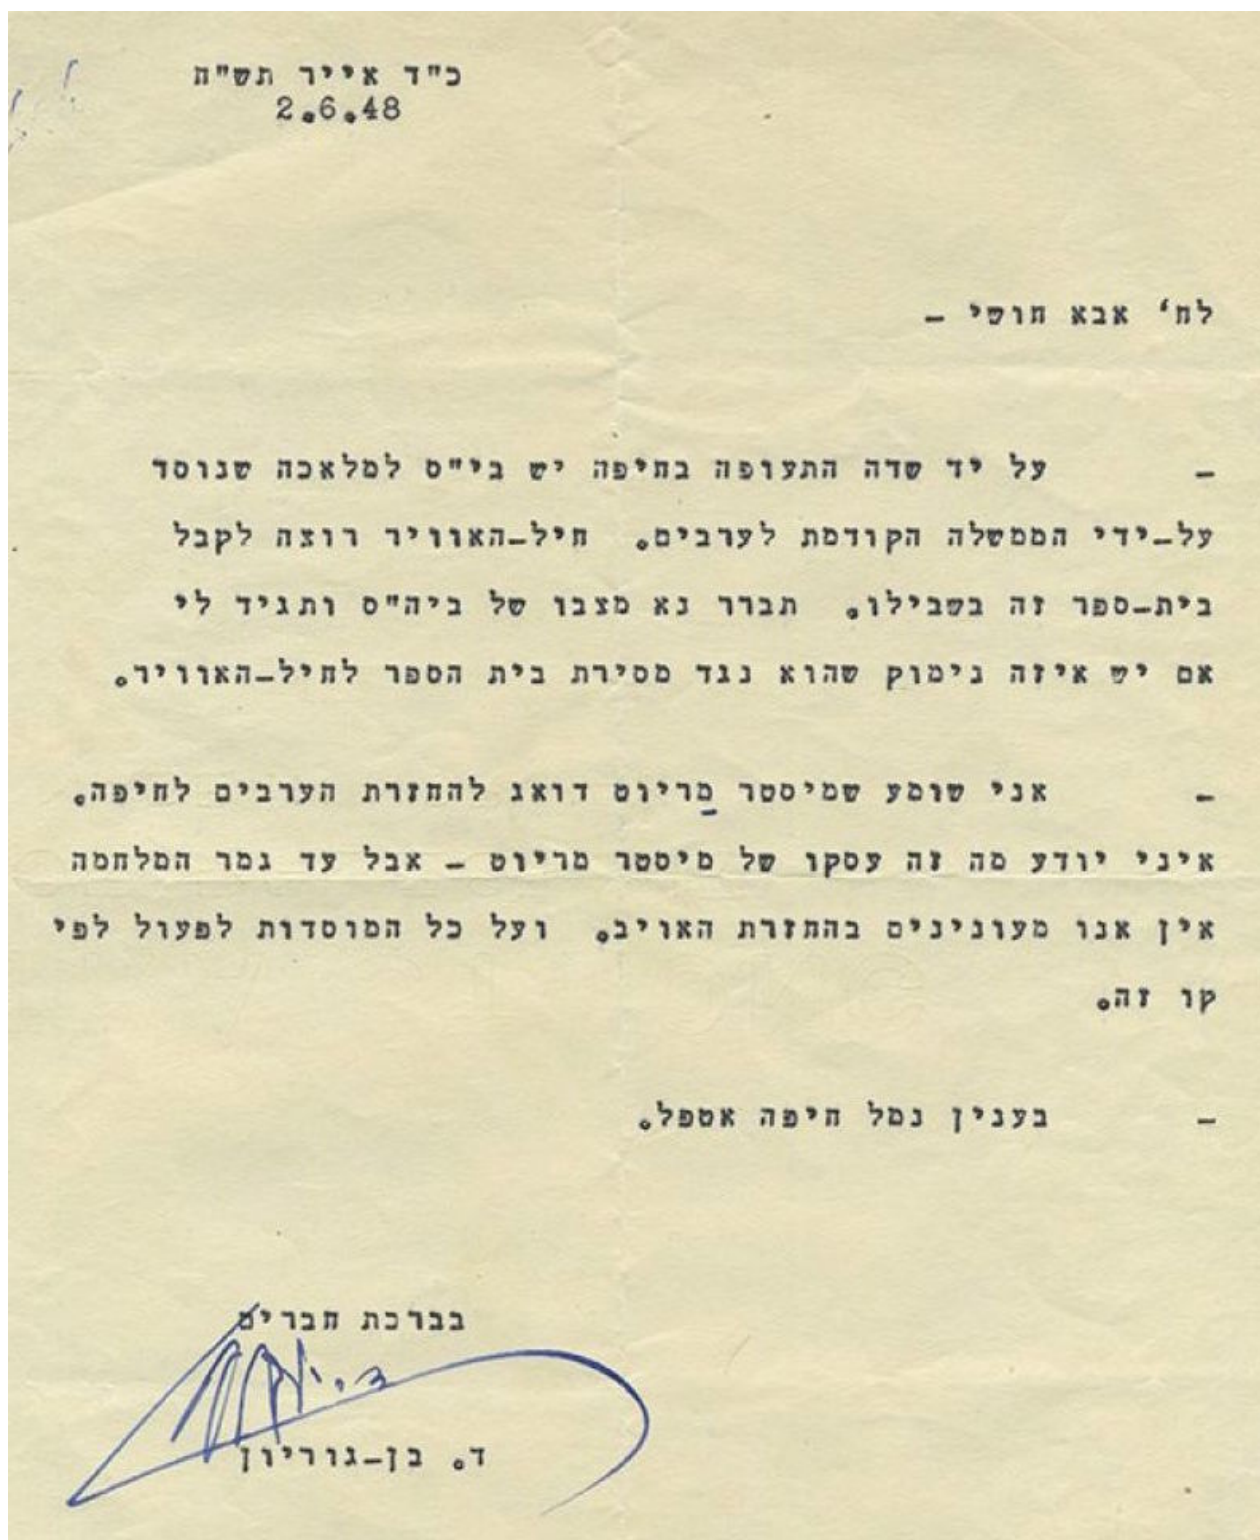 כ"ד אייר תש"ח
2.6.48
לח' אבא חושי -
- על יד שדה התעופה בחיפה יש בי"ס למלאכה שנוסד
על-ידי הממשלה הקודמת לערבים. חיל-האוויר רוצה לקבל
בית-ספר זה בשבילו. תברר נא מצבו של ביה"ס ותגיד לי
אם יש איזה נימוק שהוא נגד מסירת בית הספר לחיל-האוויר.
- אני שומע שמיסטר מריוט דואג להחזרת הערבים לחיפה.
איני יודע מה זה עסקו של מיסטר מריוט - אבל עד גמר המלחמה
אין אנו מעונינים בהחזרת האויב. ועל כל המוסדות לפעול לפי
קו זה.
- בענין נמל חיפה אטפל.
בברכת חברים
ד. בן-גוריון